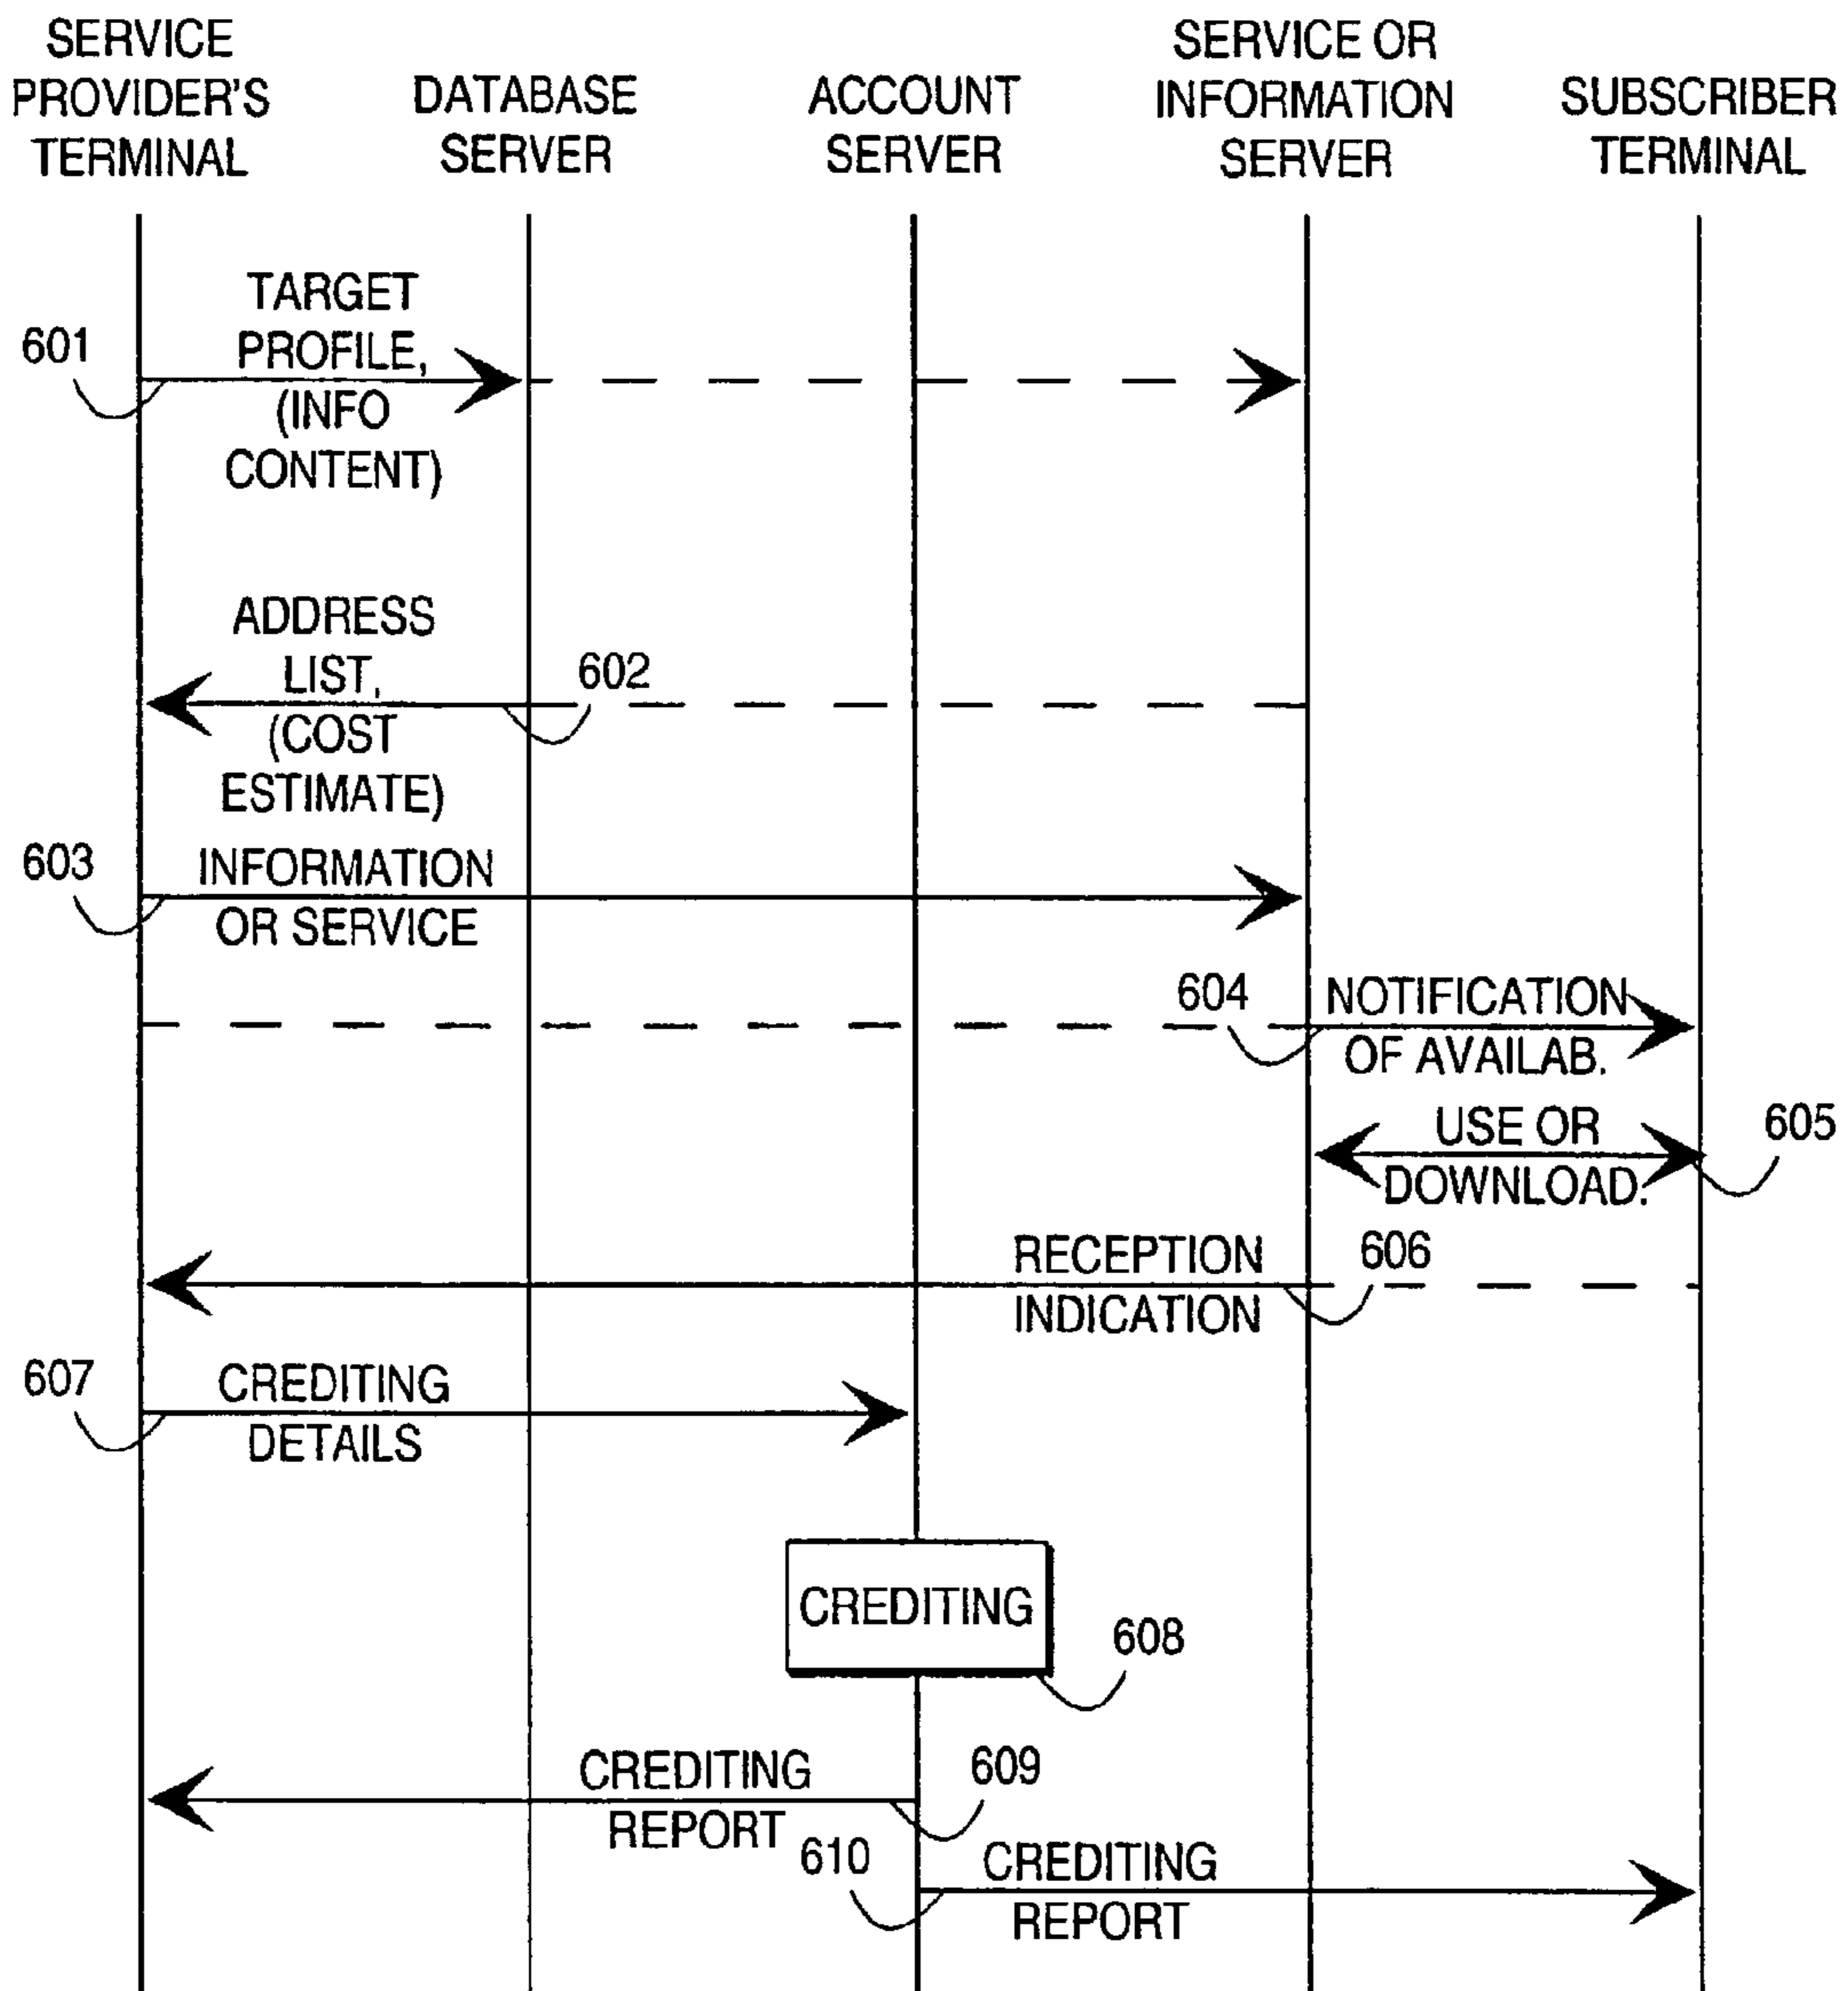 SERVICE
PROVIDER'S
TERMINAL
DATABASE
SERVER
ACCOUNT
SERVER
SERVICE OR
INFORMATION
SERVER
SUBSCRIBER
TERMINAL
601
TARGET
PROFILE,
(INFO
CONTENT)
ADDRESS
LIST,
(COST
ESTIMATE)
602
603
INFORMATION
OR SERVICE
604
NOTIFICATION
OF AVAILAB.
USE OR
DOWNLOAD.
605
RECEPTION
INDICATION
606
607
CREDITING
DETAILS
CREDITING
608
CREDITING
REPORT
609
610
CREDITING
REPORT